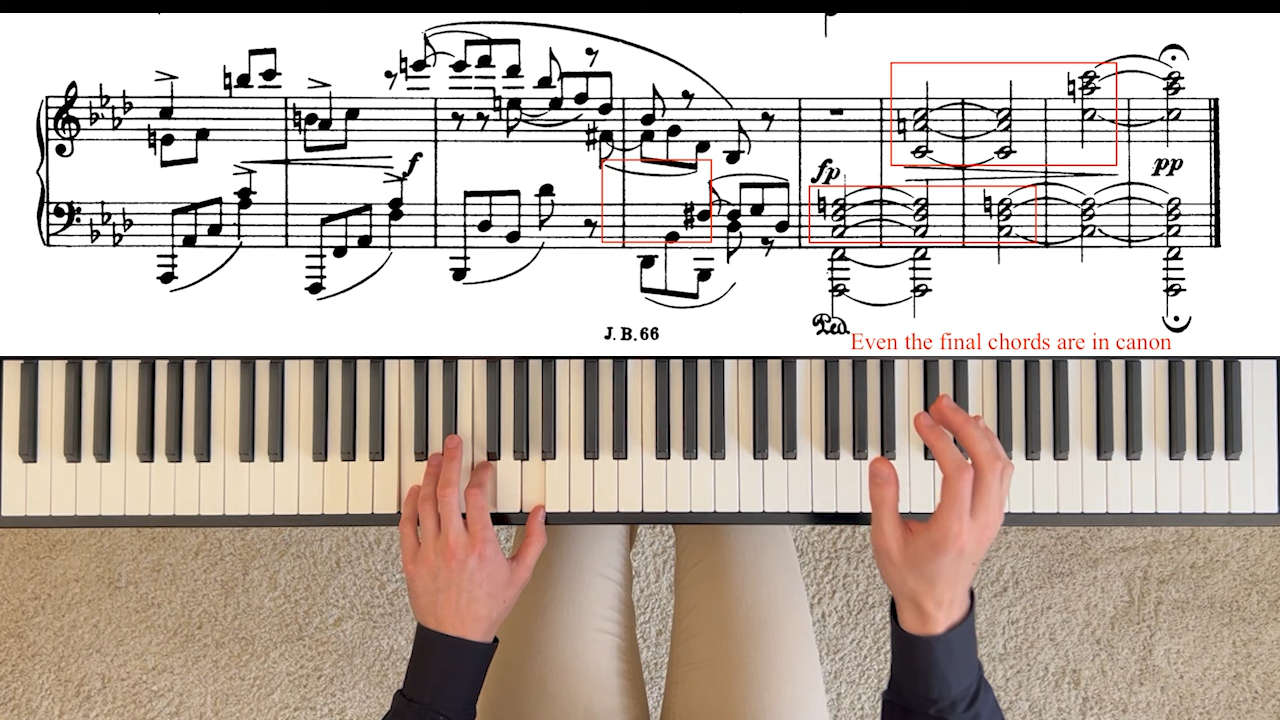 f
fp
pp
J. B. 66
Ped.
Even the final chords are in canon